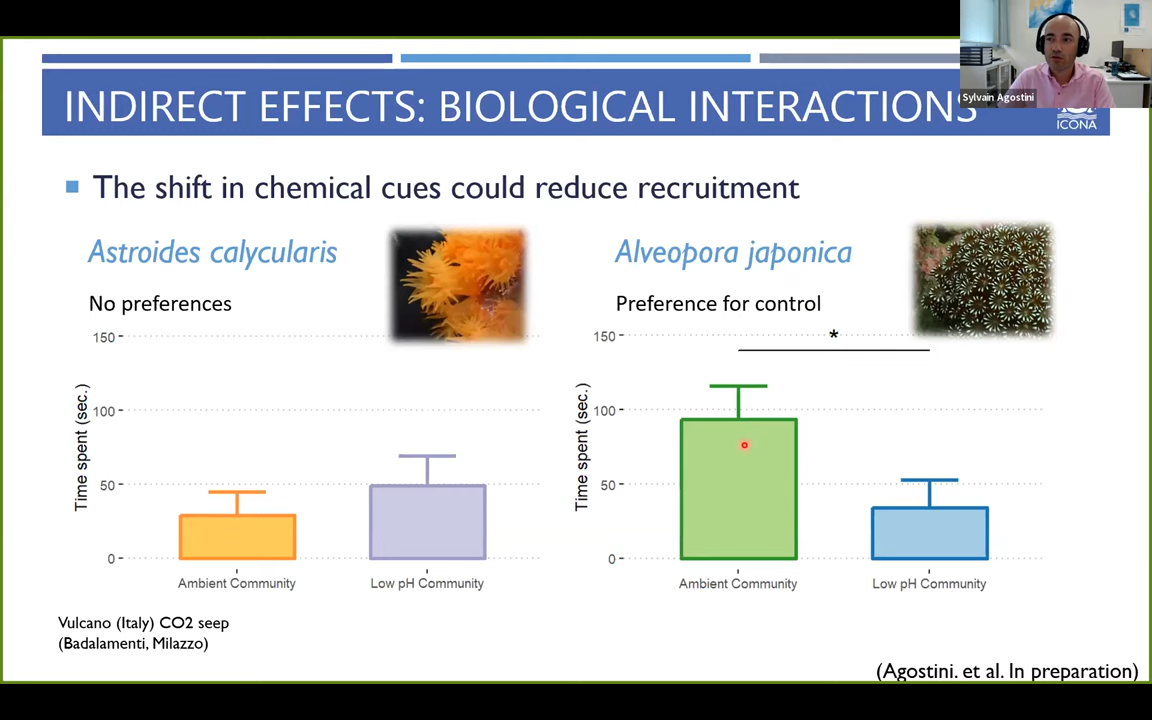 Sylvain Agostini
INDIRECT EFFECTS: BIOLOGICAL INTERACTIONS
ICONA
The shift in chemical cues could reduce recruitment
Astroides calycularis
No preferences
150
100
50
0
Time spent (sec.)
Ambient Community
Low pH Community
Alveopora japonica
Preference for control
150
*
100
50
0
Time spent (sec.)
Ambient Community
Low pH Community
Vulcano (Italy) CO2 seep
(Badalamenti, Milazzo)
(Agostini. et al. In preparation)